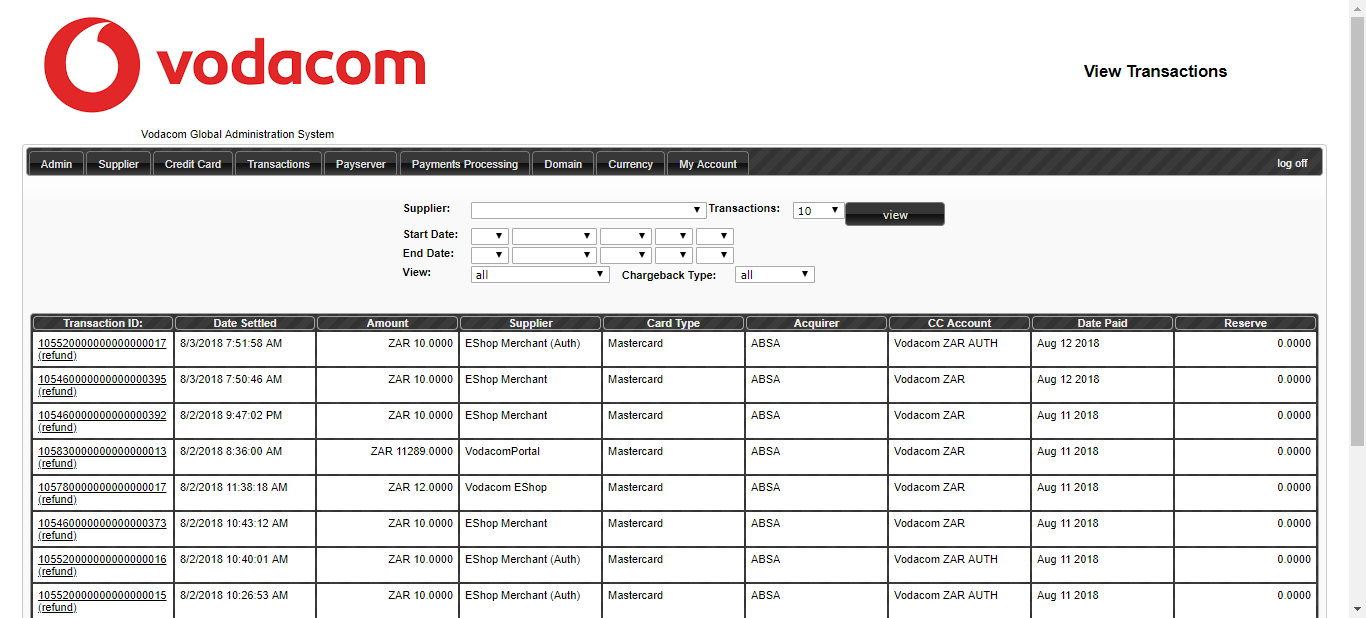 vodacom
View Transactions
Vodacom Global Administration System
Admin Supplier Credit Card Transactions Payserver Payments Processing Domain Currency My Account log off
Supplier: Transactions: 10 view
Start Date:
End Date:
View: all Chargeback Type: all
Transaction ID: Date Settled Amount Supplier Card Type Acquirer CC Account Date Paid Reserve
105520000000000000017 8/3/2018 7:51:58 AM ZAR 10.0000 EShop Merchant (Auth) Mastercard ABSA Vodacom ZAR AUTH Aug 12 2018 0.0000
(refund)
105460000000000000395 8/3/2018 7:50:46 AM ZAR 10.0000 EShop Merchant Mastercard ABSA Vodacom ZAR Aug 12 2018 0.0000
(refund)
105460000000000000392 8/2/2018 9:47:02 PM ZAR 10.0000 EShop Merchant Mastercard ABSA Vodacom ZAR Aug 11 2018 0.0000
(refund)
105830000000000000013 8/2/2018 8:36:00 AM ZAR 11289.0000 VodacomPortal Mastercard ABSA Vodacom ZAR Aug 11 2018 0.0000
(refund)
105780000000000000017 8/2/2018 11:38:18 AM ZAR 12.0000 Vodacom EShop Mastercard ABSA Vodacom ZAR Aug 11 2018 0.0000
(refund)
105460000000000000373 8/2/2018 10:43:12 AM ZAR 10.0000 EShop Merchant Mastercard ABSA Vodacom ZAR Aug 11 2018 0.0000
(refund)
105520000000000000016 8/2/2018 10:40:01 AM ZAR 10.0000 EShop Merchant (Auth) Mastercard ABSA Vodacom ZAR AUTH Aug 11 2018 0.0000
(refund)
105520000000000000015 8/2/2018 10:26:53 AM ZAR 10.0000 EShop Merchant (Auth) Mastercard ABSA Vodacom ZAR AUTH Aug 11 2018 0.0000
(refund)